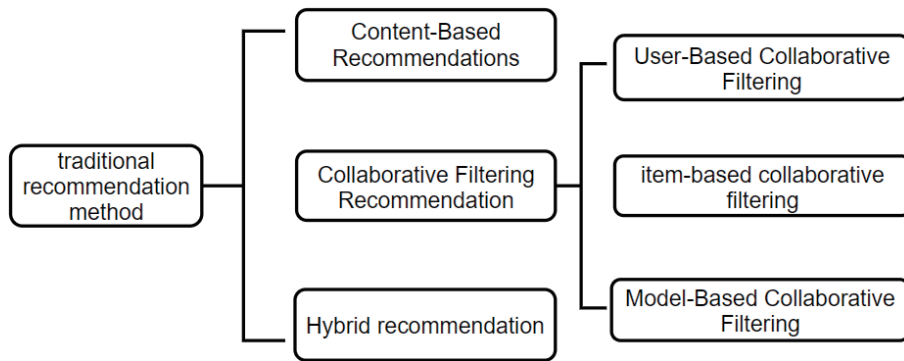 Content-Based
Recommendations
User-Based Collaborative
Filtering
traditional
recommendation
method
Collaborative Filtering
Recommendation
item-based collaborative
filtering
Hybrid recommendation
Model-Based Collaborative
Filtering